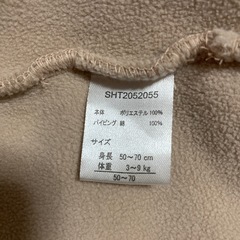 SHT2052055
本体 ポリエステル 100%
パイピング 綿 100%
サイズ
身長 50~70 cm
体重 3~9 kg
50~70